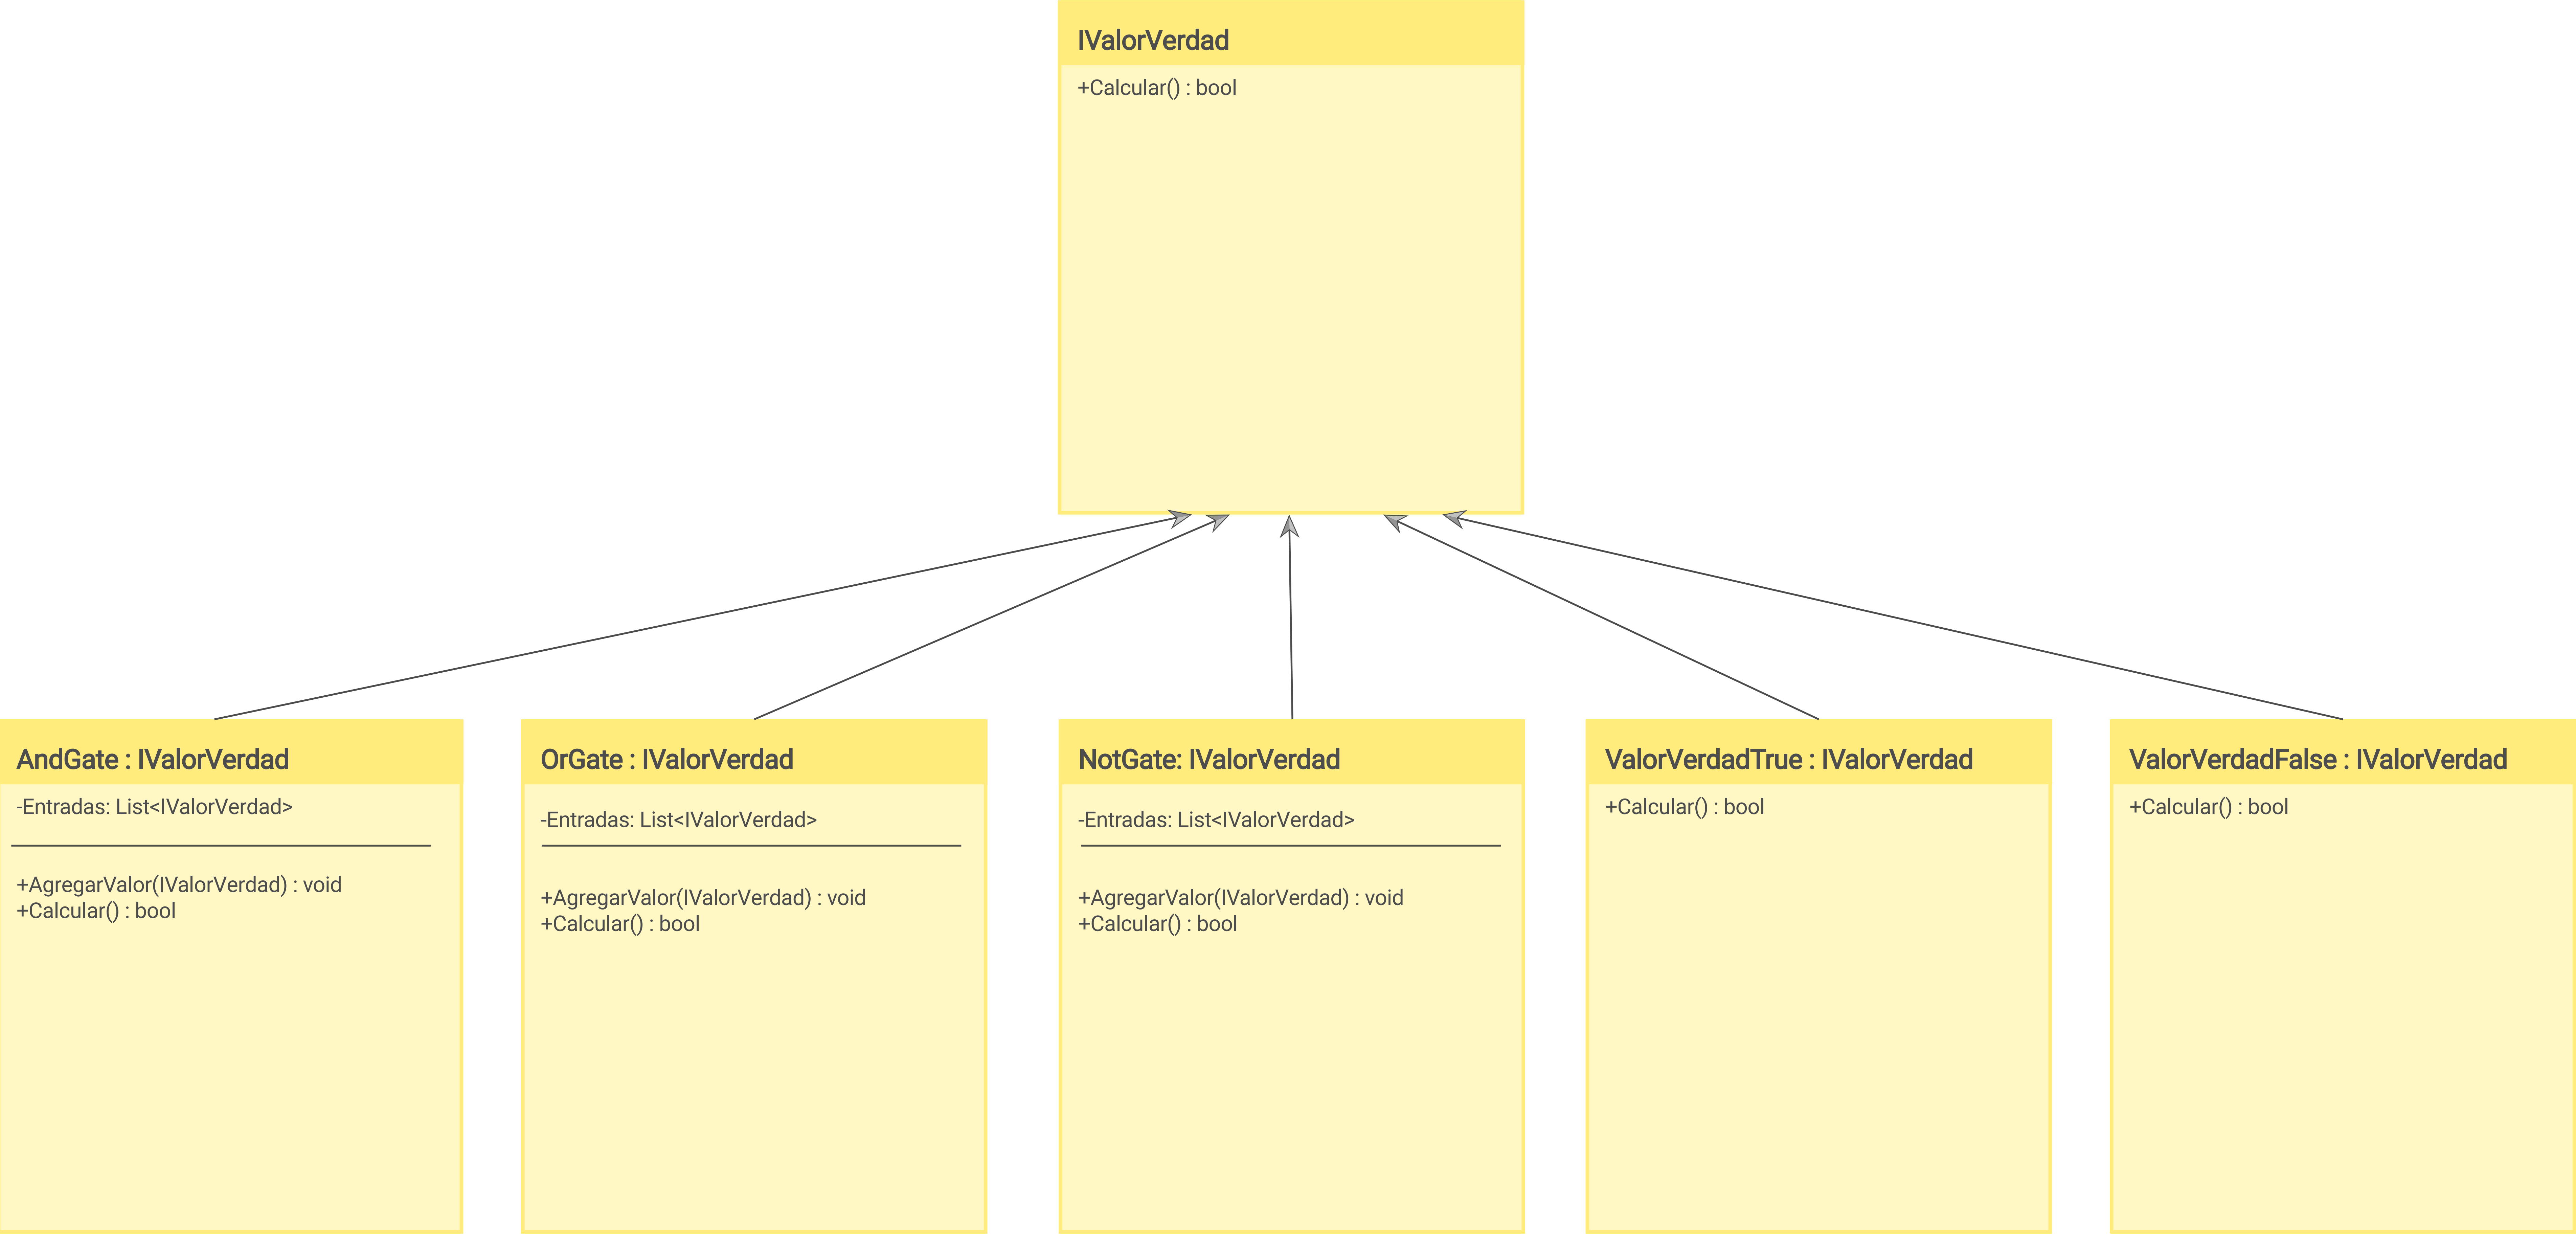 IValorVerdad
+Calcular() : bool
AndGate : IValorVerdad
-Entradas: List<IValorVerdad>
+AgregarValor(IValorVerdad) : void
+Calcular() : bool
OrGate : IValorVerdad
-Entradas: List<IValorVerdad>
+AgregarValor(IValorVerdad) : void
+Calcular() : bool
NotGate: IValorVerdad
-Entradas: List<IValorVerdad>
+AgregarValor(IValorVerdad) : void
+Calcular() : bool
ValorVerdadTrue : IValorVerdad
+Calcular() : bool
ValorVerdadFalse : IValorVerdad
+Calcular() : bool